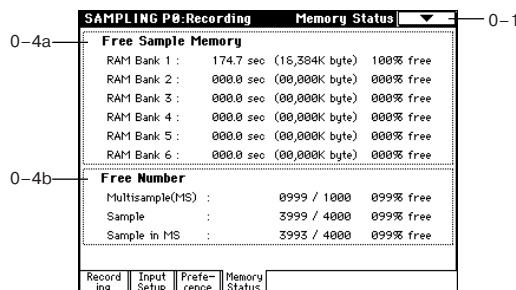 SAMPLING P0:Recording Memory Status
0-1
0-4a
Free Sample Memory
RAM Bank 1 : 174.7 sec (16,384K byte) 100% free
RAM Bank 2 : 000.0 sec (00,000K byte) 000% free
RAM Bank 3 : 000.0 sec (00,000K byte) 000% free
RAM Bank 4 : 000.0 sec (00,000K byte) 000% free
RAM Bank 5 : 000.0 sec (00,000K byte) 000% free
RAM Bank 6 : 000.0 sec (00,000K byte) 000% free
0-4b
Free Number
Multisample(MS) : 0999 / 1000 099% free
Sample : 3999 / 4000 099% free
Sample in MS : 3993 / 4000 099% free
Record Input Prefe- Memory
ing Setup rence Status